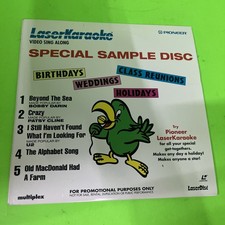 LaserKaraoke
VIDEO SING ALONG
PIONEER
SPECIAL SAMPLE DISC
BIRTHDAYS
CLASS REUNIONS
WEDDINGS
HOLIDAYS
1 Beyond The Sea
BOBBY DARIN
2 Crazy
PATSY CLINE
3 I Still Haven't Found
What I'm Looking For
U2
4 The Alphabet Song
5 Old MacDonald Had
A Farm
Try
Pioneer
LaserKaraoke
for all your special
get-togethers.
Makes any day a holiday!
Makes anyone a star!
multiplex
FOR PROMOTIONAL PURPOSES ONLY
LaserDisc